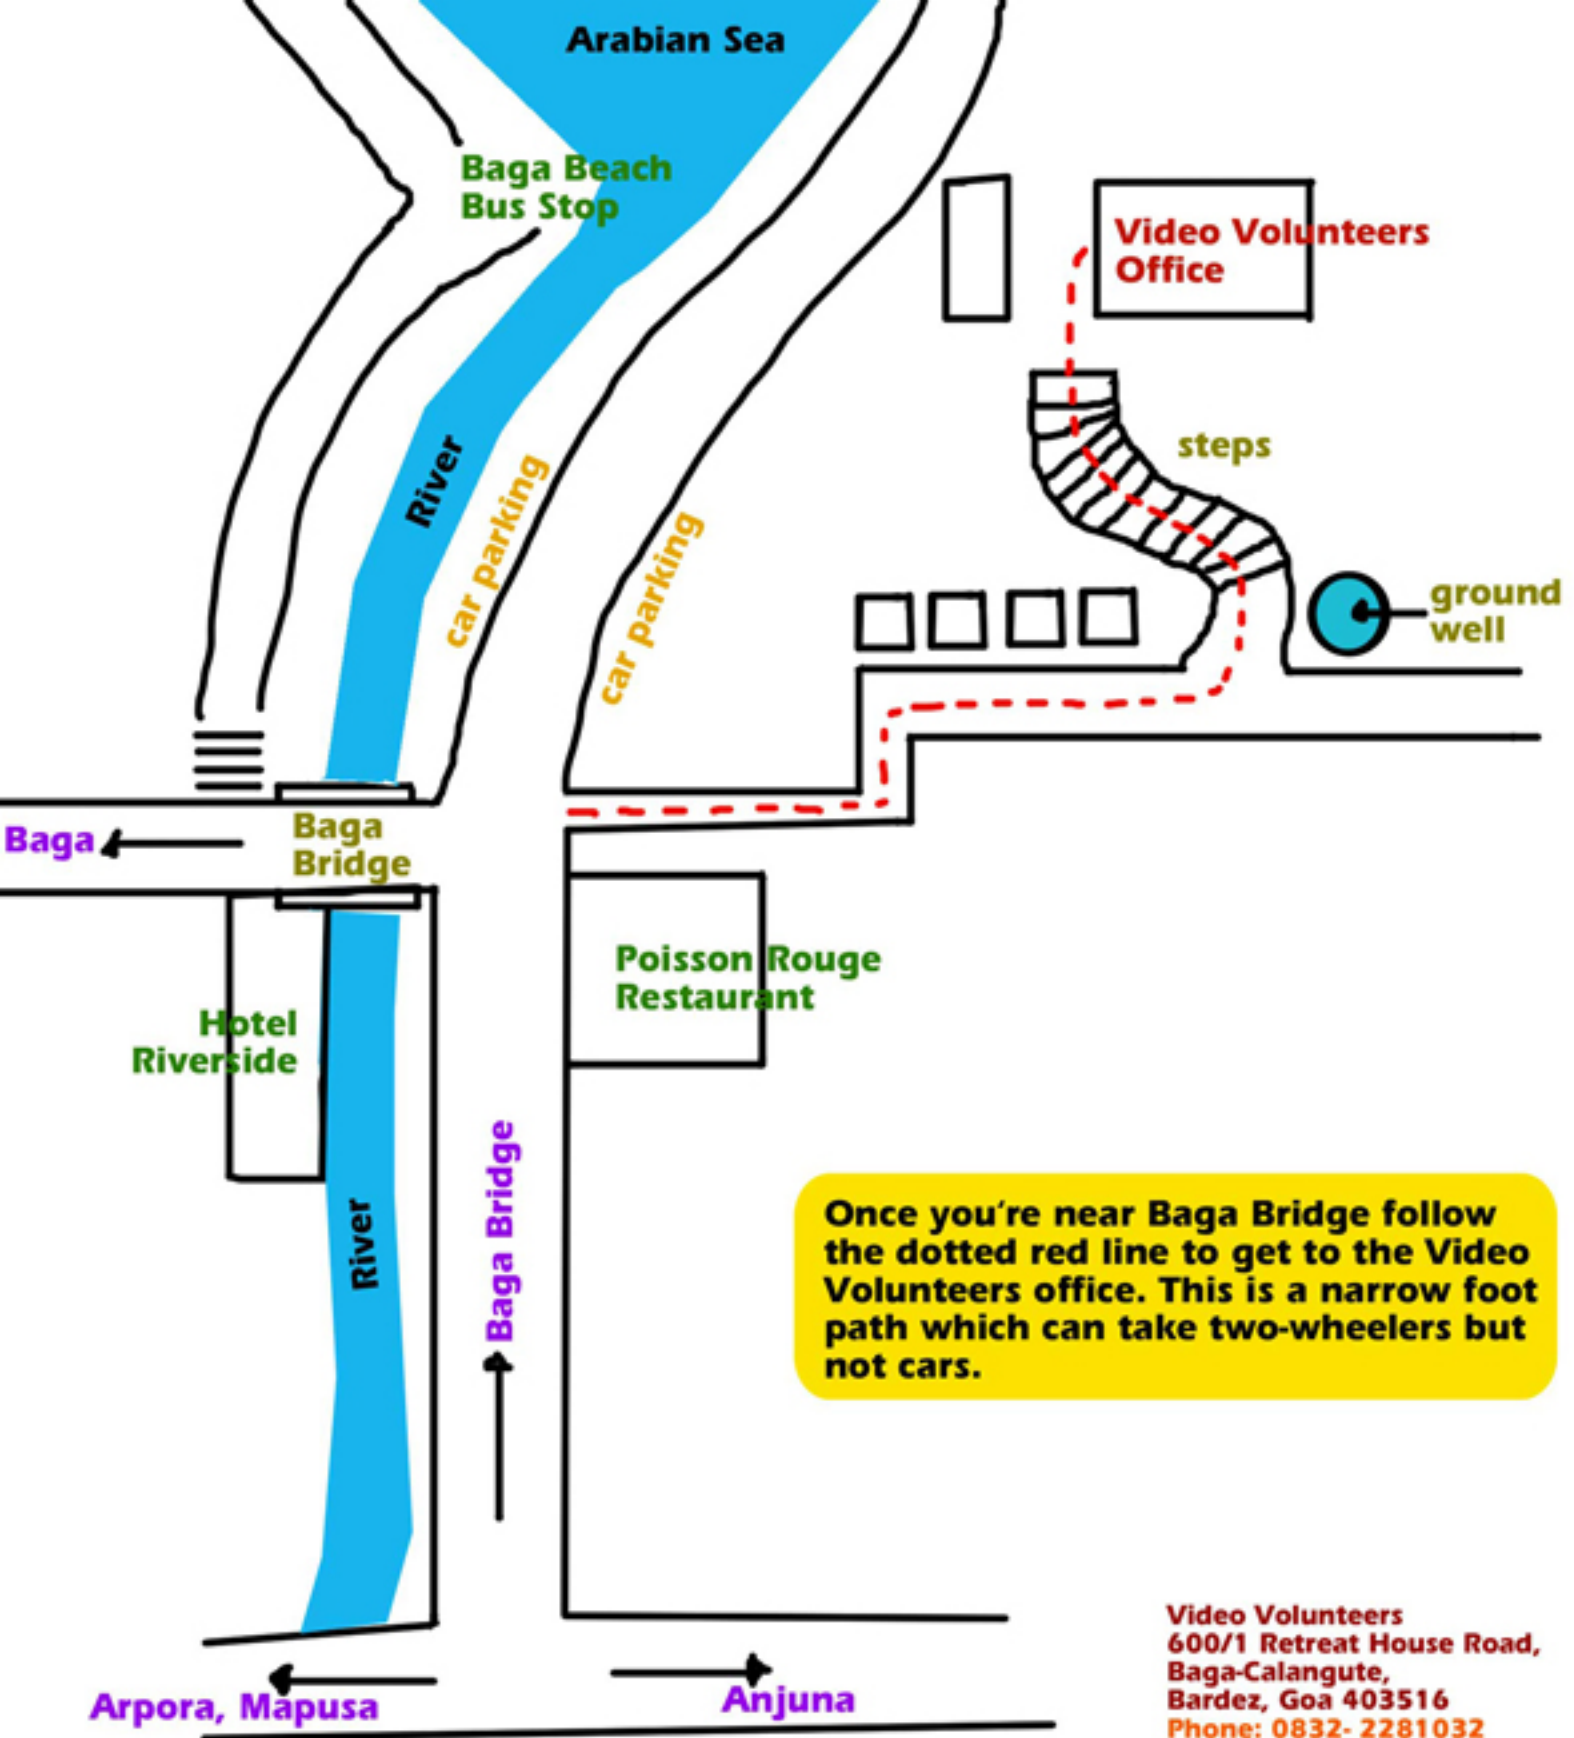 Arabian Sea
Baga Beach
Bus Stop
Video Volunteers
Office
River
car parking
car parking
steps
ground
well
Baga
Baga
Bridge
Poisson Rouge
Restaurant
Hotel
Riverside
Baga Bridge
River
Once you're near Baga Bridge follow
the dotted red line to get to the Video
Volunteers office. This is a narrow foot
path which can take two-wheelers but
not cars.
Arpora, Mapusa
Anjuna
Video Volunteers
600/1 Retreat House Road,
Baga-Calangute,
Bardez, Goa 403516
Phone: 0832- 2281032